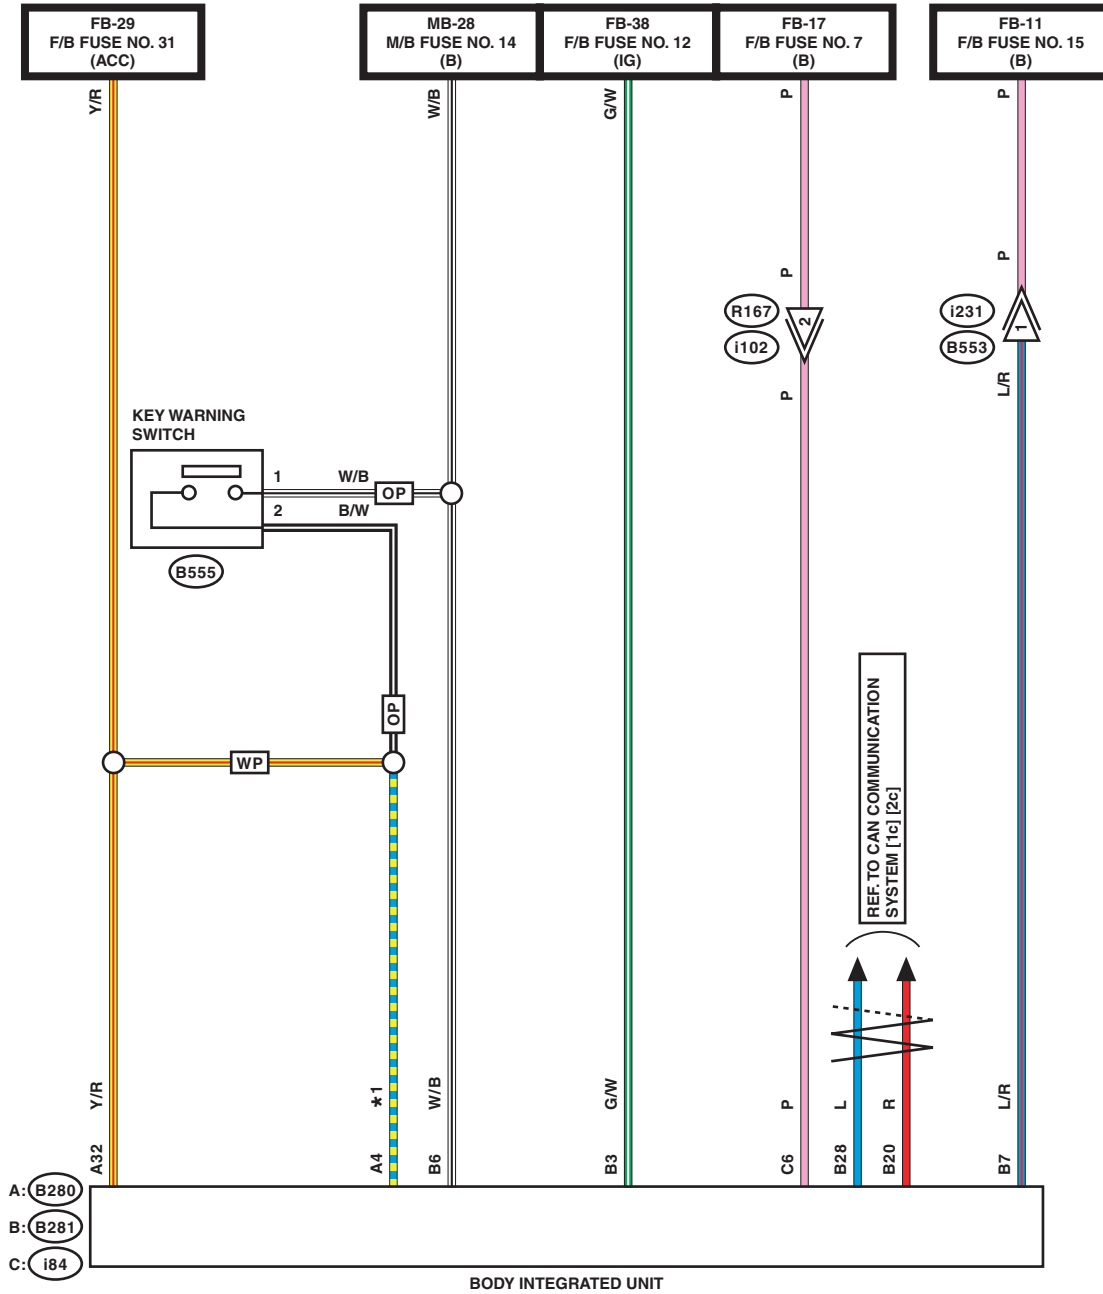 FB-29
F/B FUSE NO. 31
(ACC)
MB-28
M/B FUSE NO. 14
(B)
FB-38
F/B FUSE NO. 12
(IG)
FB-17
F/B FUSE NO. 7
(B)
FB-11
F/B FUSE NO. 15
(B)
Y/R
W/B
G/W
P
P
P
P
R167
2
i102
i231
1
B553
P
L/R
KEY WARNING
SWITCH
1
W/B
OP
2
B/W
B555
OP
WP
REF. TO CAN COMMUNICATION
SYSTEM [1c] [2c]
Y/R
*1
W/B
G/W
P
L
R
L/R
A32
A4
B6
B3
C6
B28
B20
B7
A: B280
B: B281
C: i84
BODY INTEGRATED UNIT